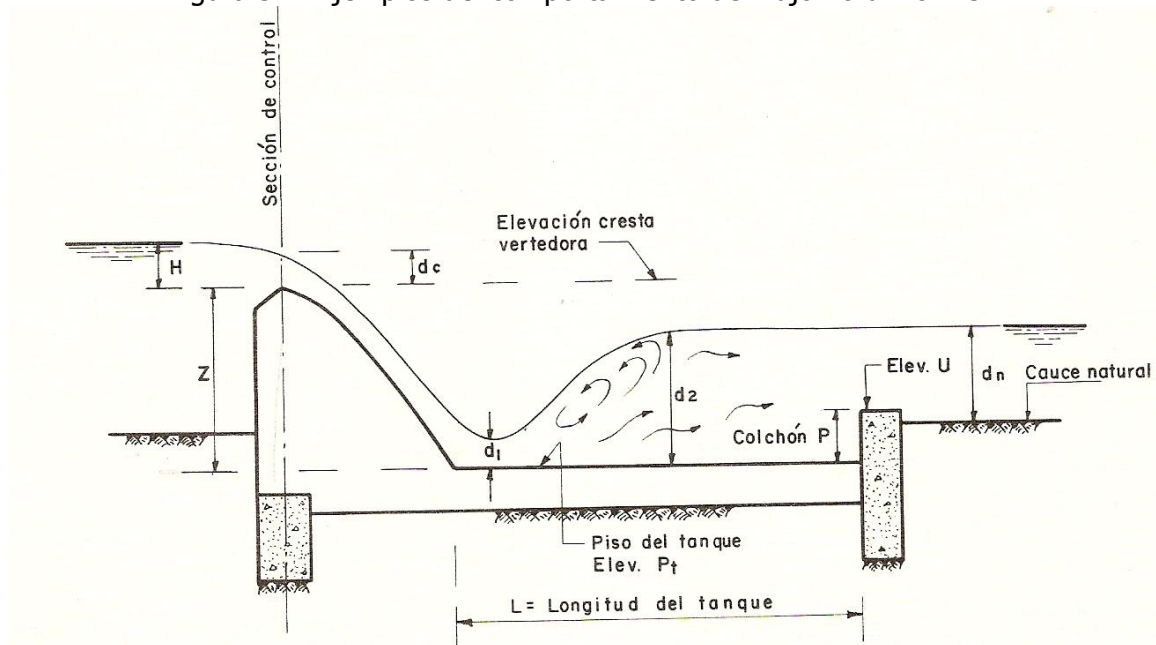 Sección de control
H
dc
Elevación cresta
vertedora
Z
d1
d2
Elev. U
dn
Cauce natural
Colchón P
Piso del tanque
Elev. Pt
L= Longitud del tanque